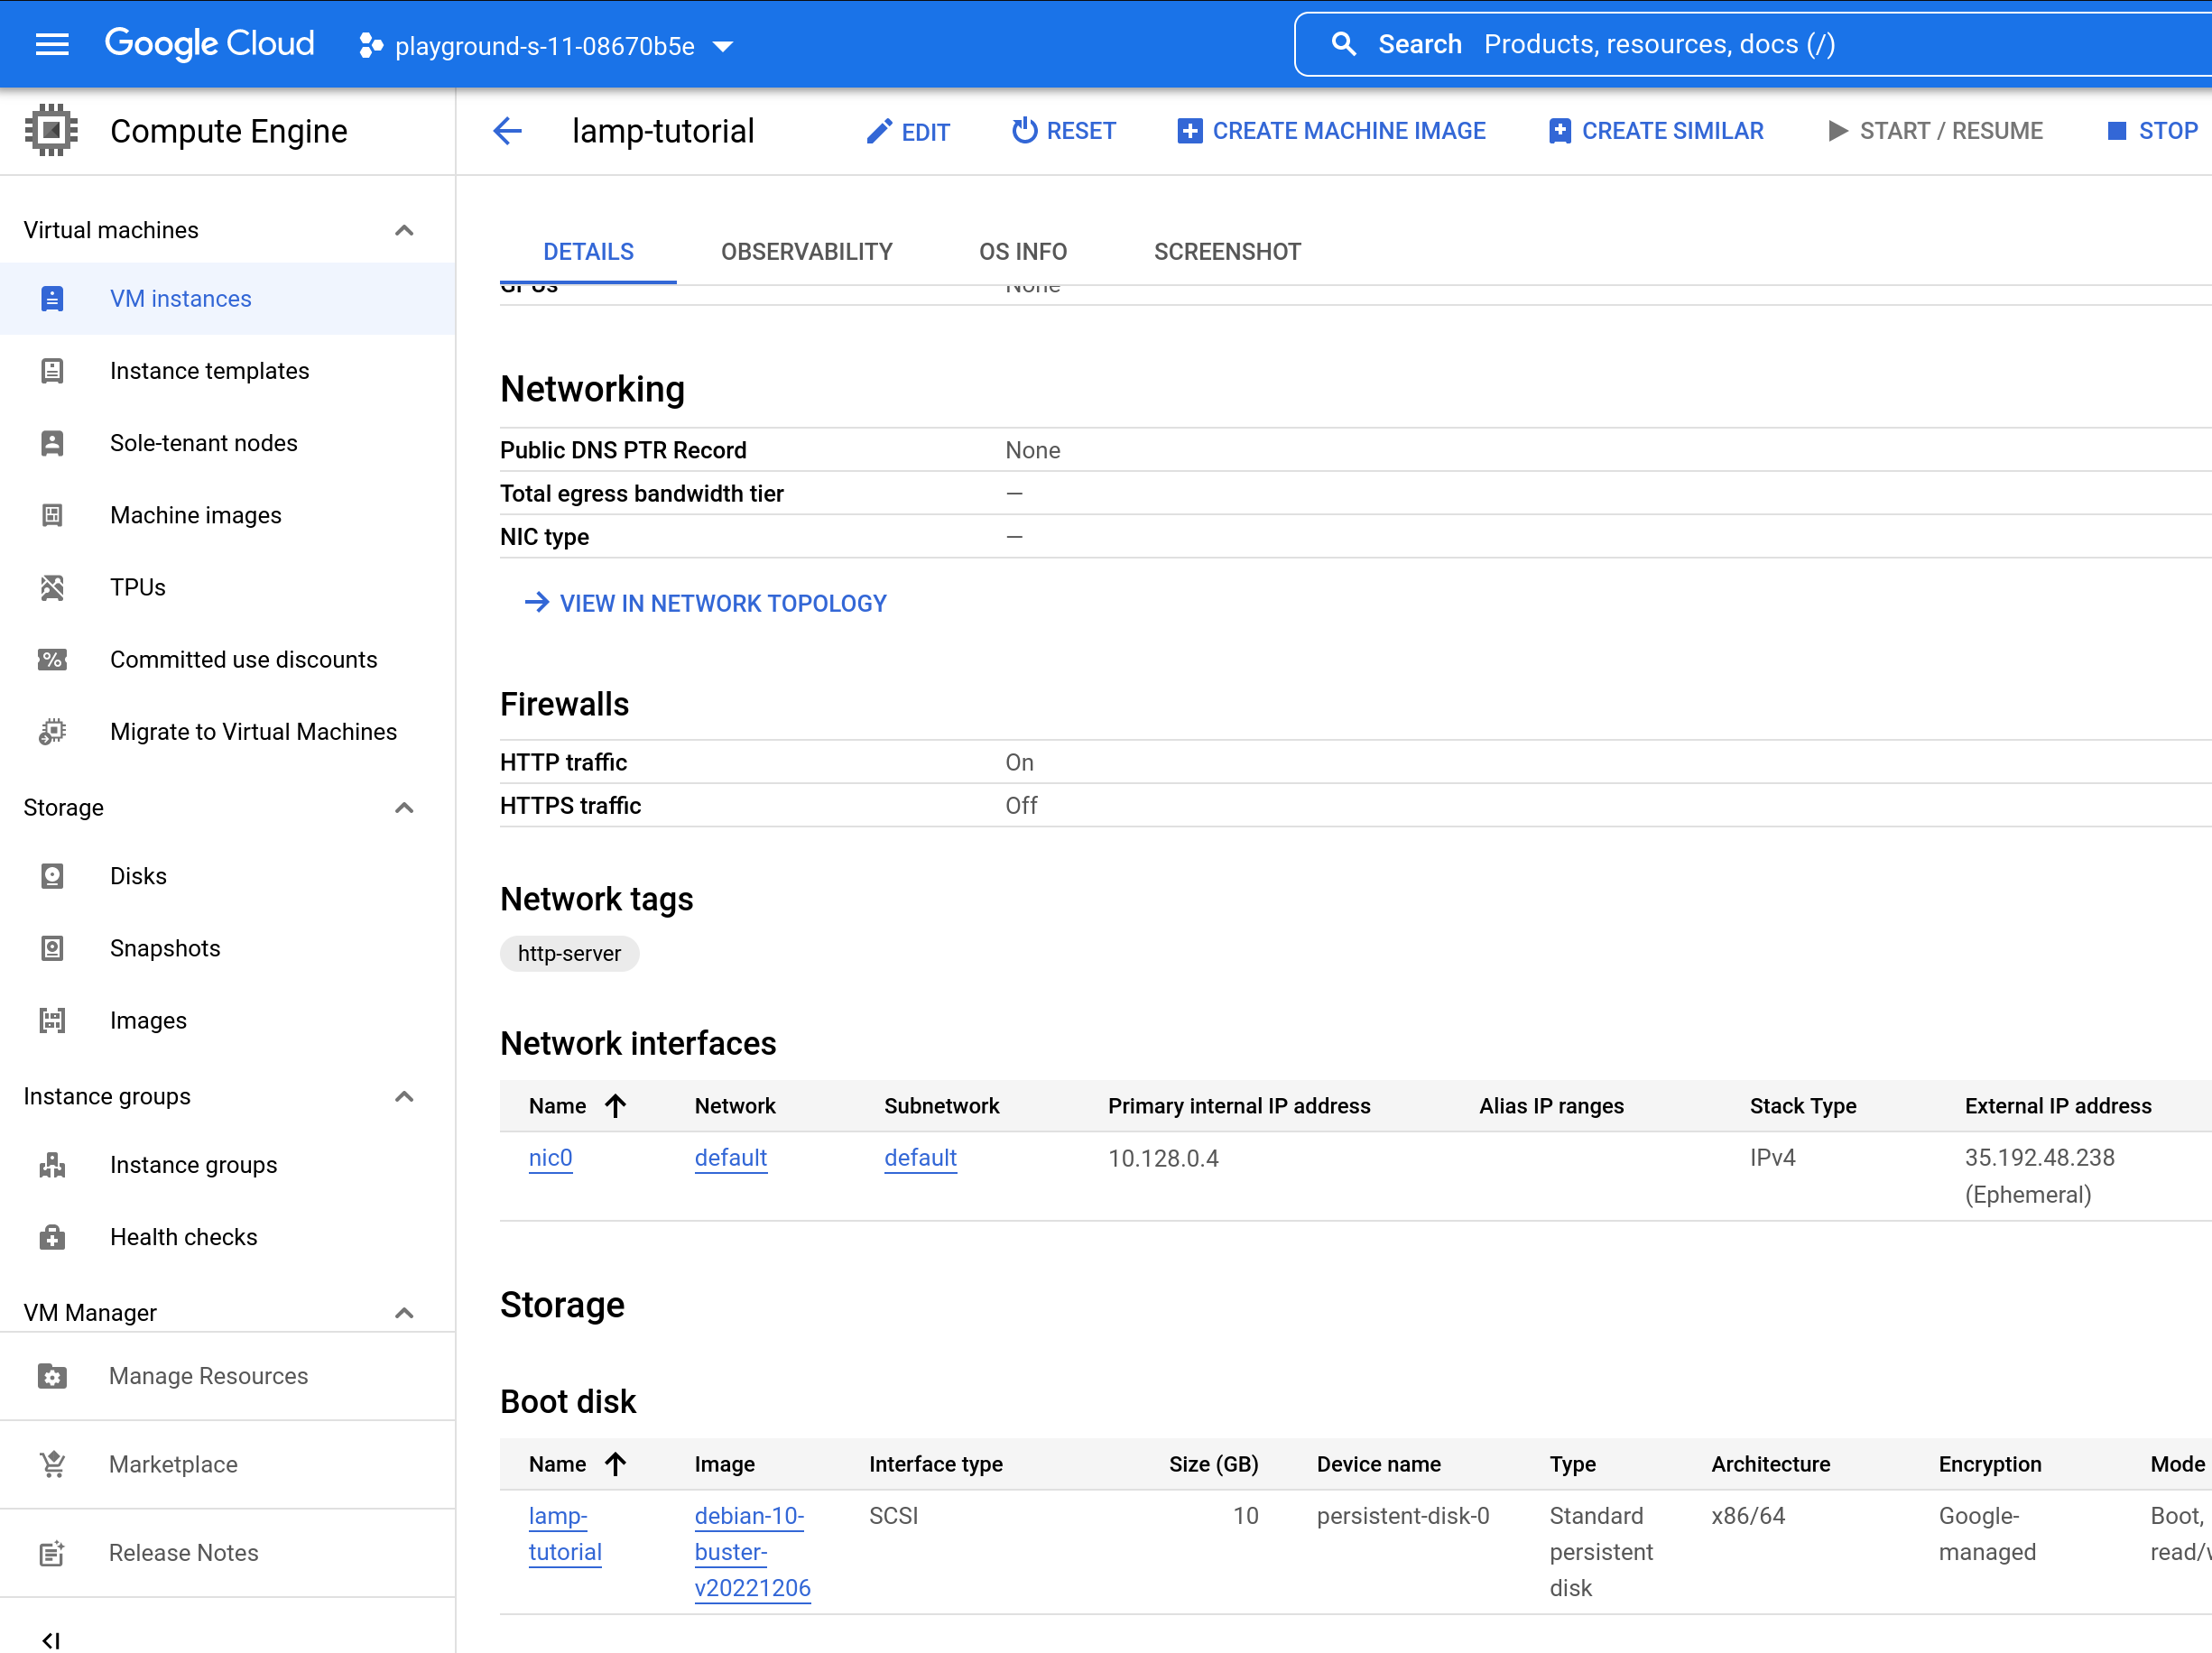 Google Cloud playground-s-11-08670b5e Search Products, resources, docs (/)
Compute Engine
lamp-tutorial EDIT RESET CREATE MACHINE IMAGE CREATE SIMILAR START / RESUME STOP
Virtual machines
VM instances
Instance templates
Sole-tenant nodes
Machine images
TPUs
Committed use discounts
Migrate to Virtual Machines
Storage
Disks
Snapshots
Images
Instance groups
Instance groups
Health checks
VM Manager
Manage Resources
Marketplace
Release Notes
DETAILS OBSERVABILITY OS INFO SCREENSHOT
GPUs None
Networking
Public DNS PTR Record None
Total egress bandwidth tier —
NIC type —
VIEW IN NETWORK TOPOLOGY
Firewalls
HTTP traffic On
HTTPS traffic Off
Network tags
http-server
Network interfaces
Name Network Subnetwork Primary internal IP address Alias IP ranges Stack Type External IP address
nic0 default default 10.128.0.4 IPv4 35.192.48.238
(Ephemeral)
Storage
Boot disk
Name Image Interface type Size (GB) Device name Type Architecture Encryption Mode
lamp- debian-10- SCSI 10 persistent-disk-0 Standard x86/64 Google- Boot,
tutorial buster- persistent managed read/
v20221206 disk